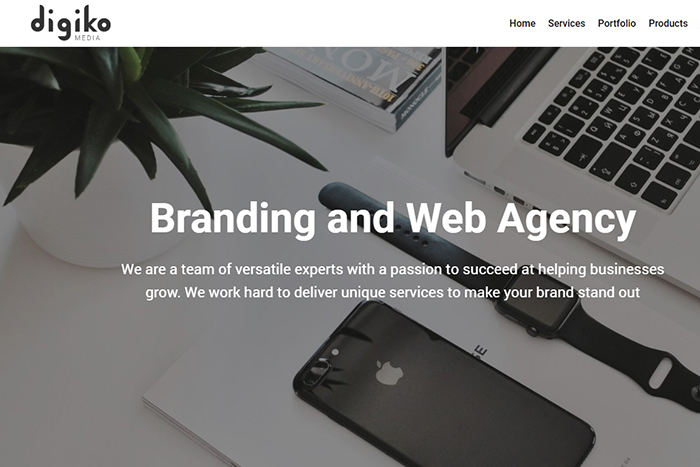 digiko
MEDIA
Home Services Portfolio Products
Branding and Web Agency
We are a team of versatile experts with a passion to succeed at helping businesses
grow. We work hard to deliver unique services to make your brand stand out